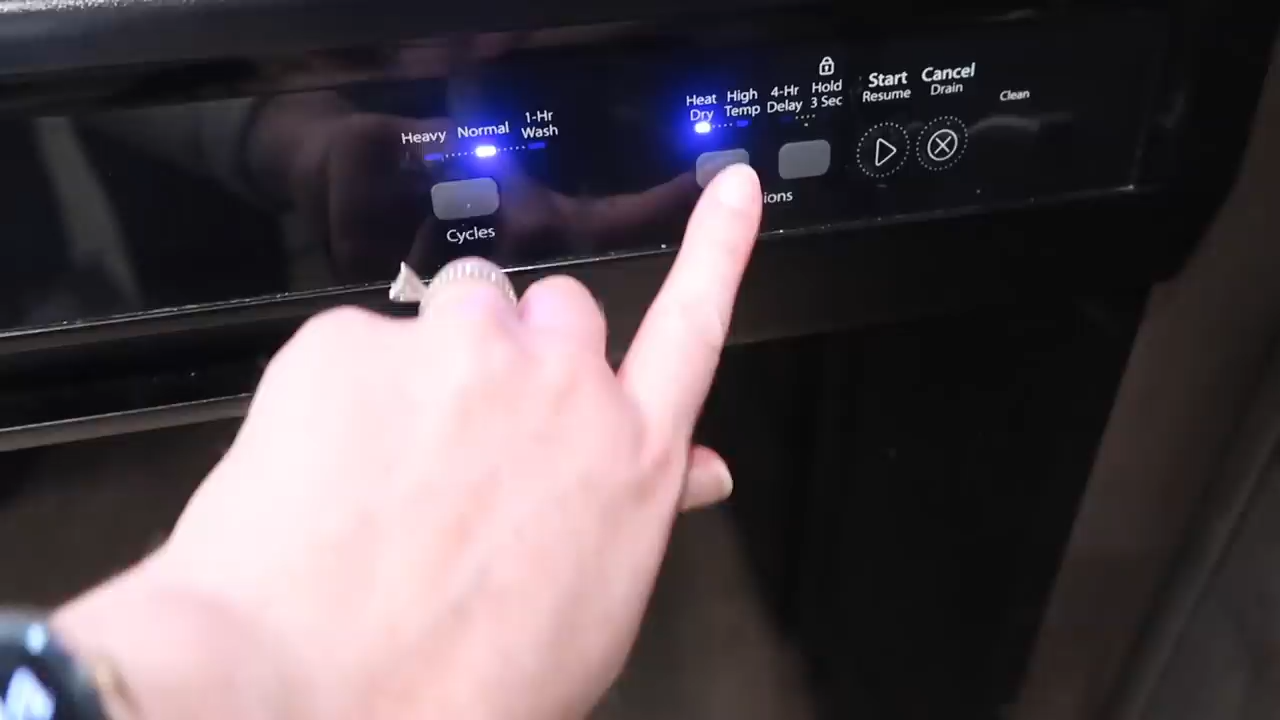 Heavy
Normal
1-Hr
Wash
Cycles
Heat
Dry
High
Temp
4-Hr
Delay
Hold
3 Sec
ions
Start
Resume
Cancel
Drain
Clean